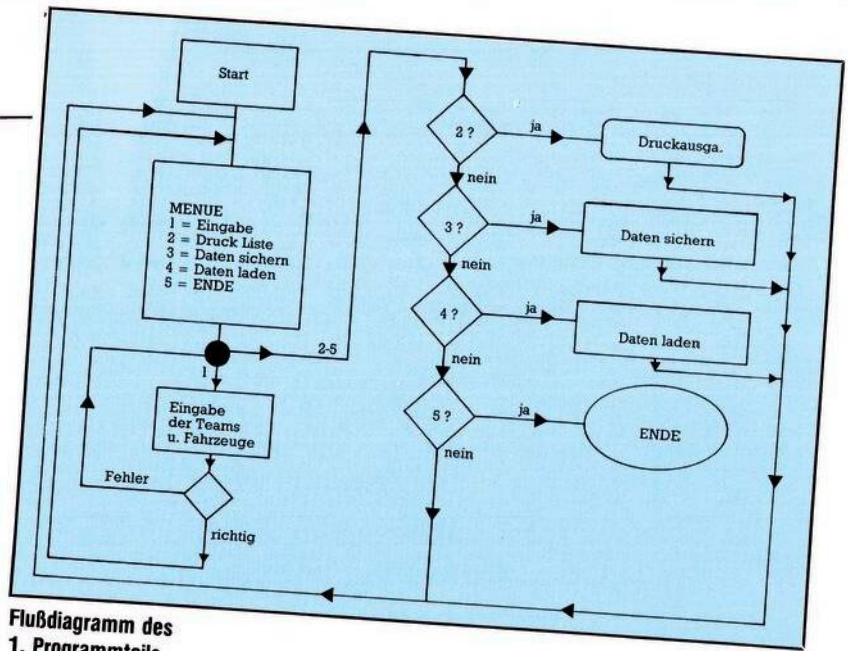 Start
MENUE
1 = Eingabe
2 = Druck Liste
3 = Daten sichern
4 = Daten laden
5 = ENDE
2-5
1
Eingabe
der Teams
u. Fahrzeuge
Fehler
richtig
2 ?
ja
Druckausga.
nein
3 ?
ja
Daten sichern
nein
4 ?
ja
Daten laden
nein
5 ?
ja
ENDE
nein
Flußdiagramm des
1. Programmteils